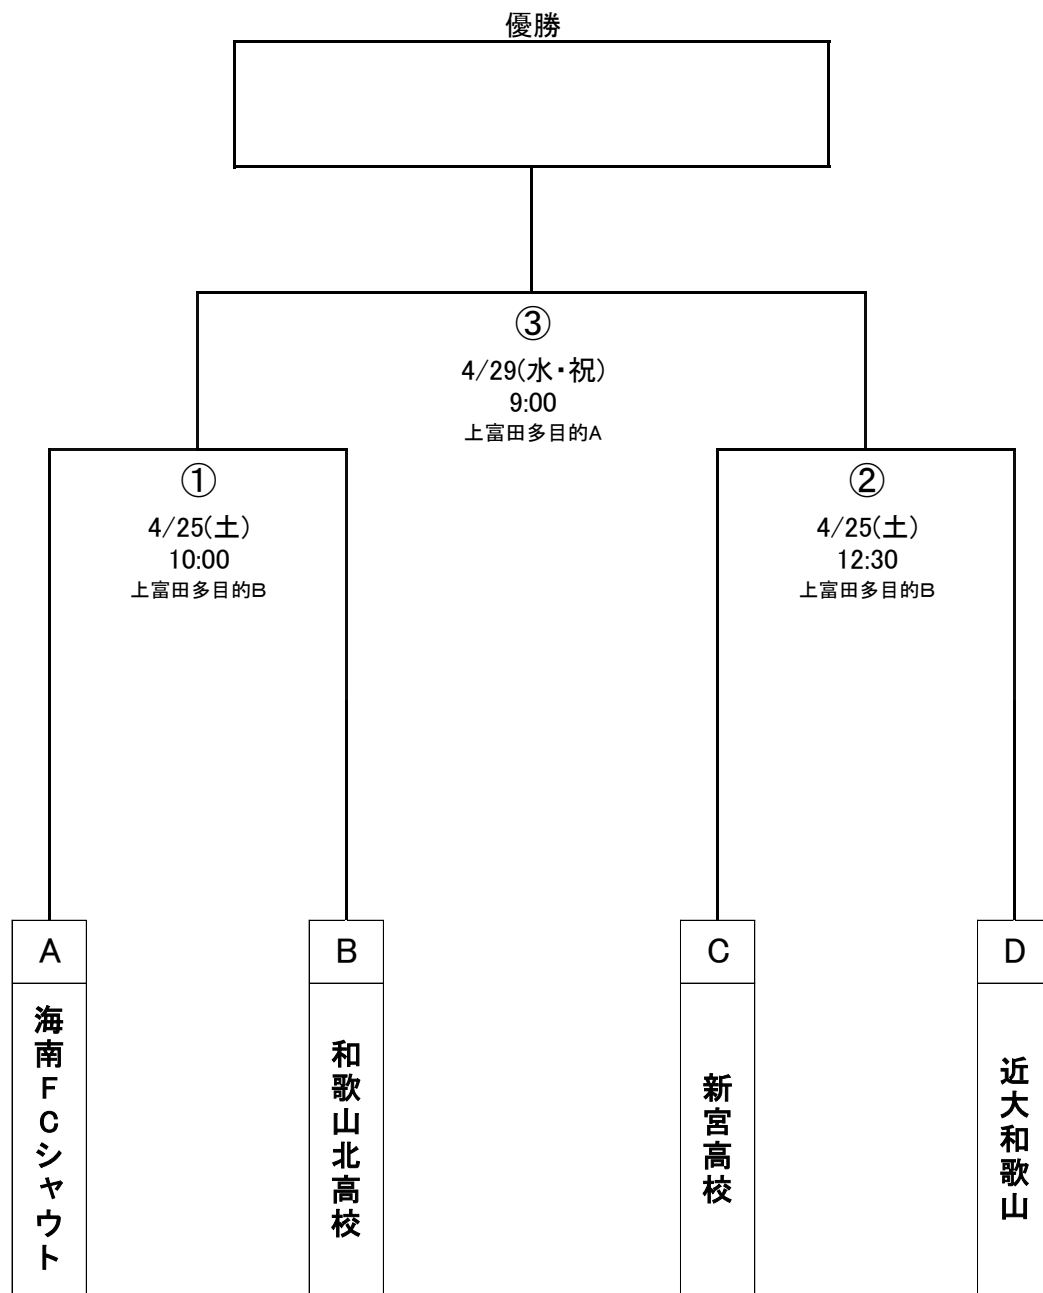 優勝
③
4/29(水・祝)
9:00
上富田多目的A
①
4/25(土)
10:00
上富田多目的B
②
4/25(土)
12:30
上富田多目的B
A
海南FCシャウト
B
和歌山北高校
C
新宮高校
D
近大和歌山